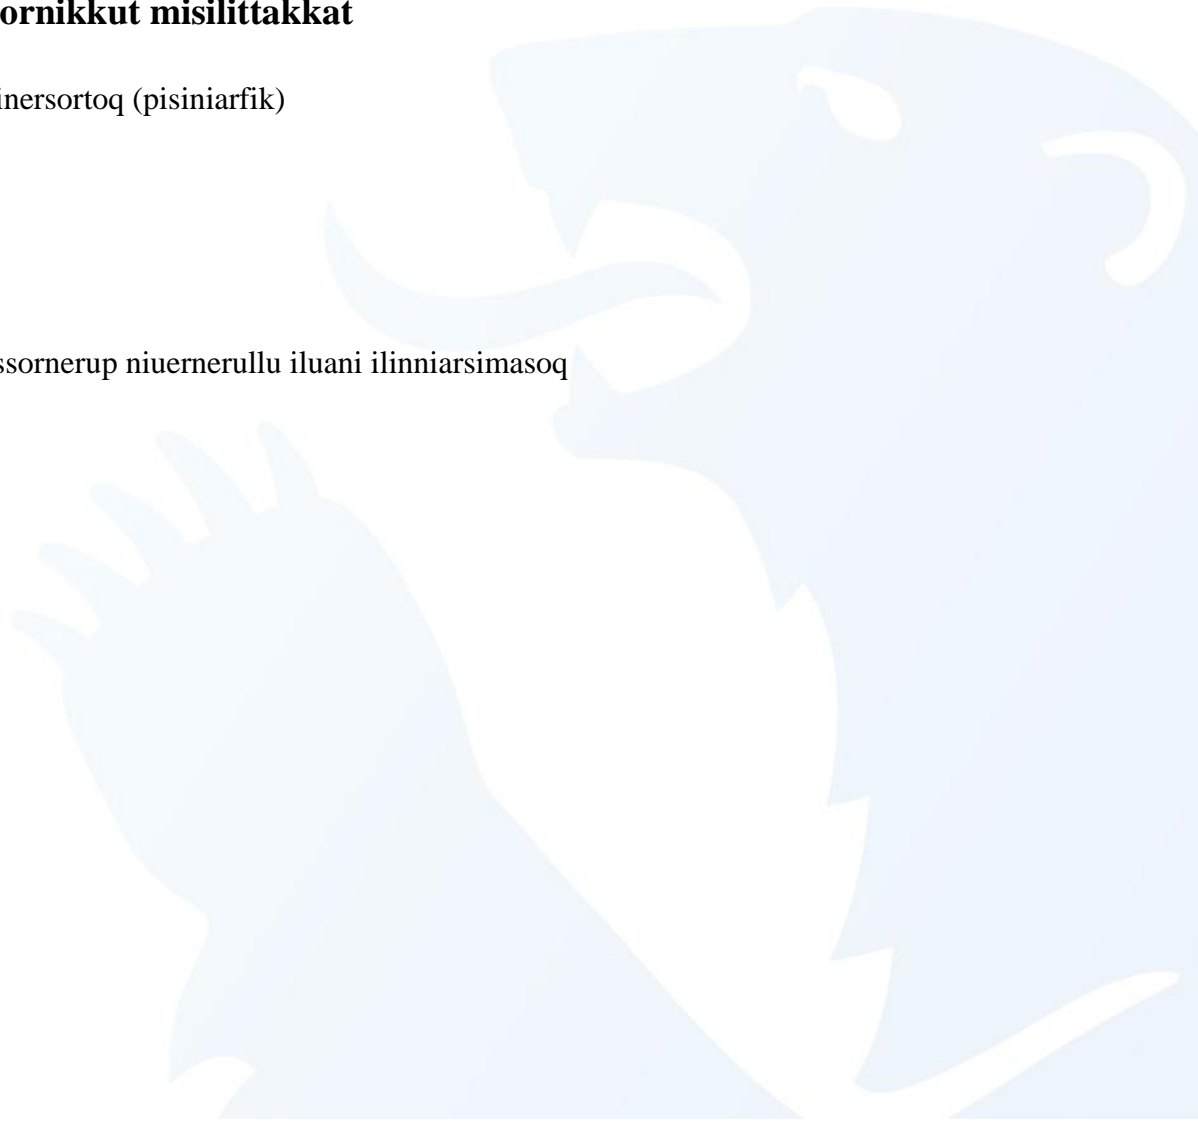 ornikkut misilittakkat
inersortoq (pisiniarfik)
ssornerup niuernerullu iluani ilinniarsimasoq